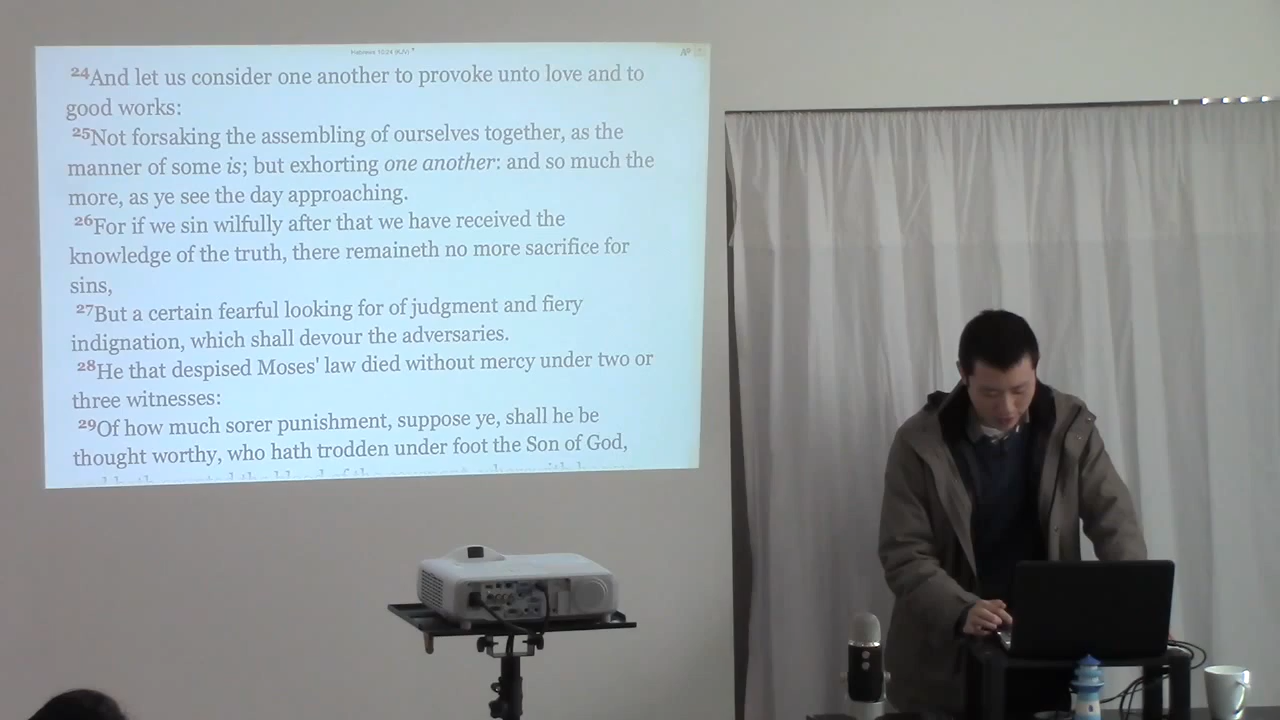 Hebrews 10:24 (KJV)
24And let us consider one another to provoke unto love and to
good works:
25Not forsaking the assembling of ourselves together, as the
manner of some is; but exhorting one another: and so much the
more, as ye see the day approaching.
26For if we sin wilfully after that we have received the
knowledge of the truth, there remaineth no more sacrifice for
sins,
27But a certain fearful looking for of judgment and fiery
indignation, which shall devour the adversaries.
28He that despised Moses' law died without mercy under two or
three witnesses:
29Of how much sorer punishment, suppose ye, shall he be
thought worthy, who hath trodden under foot the Son of God,